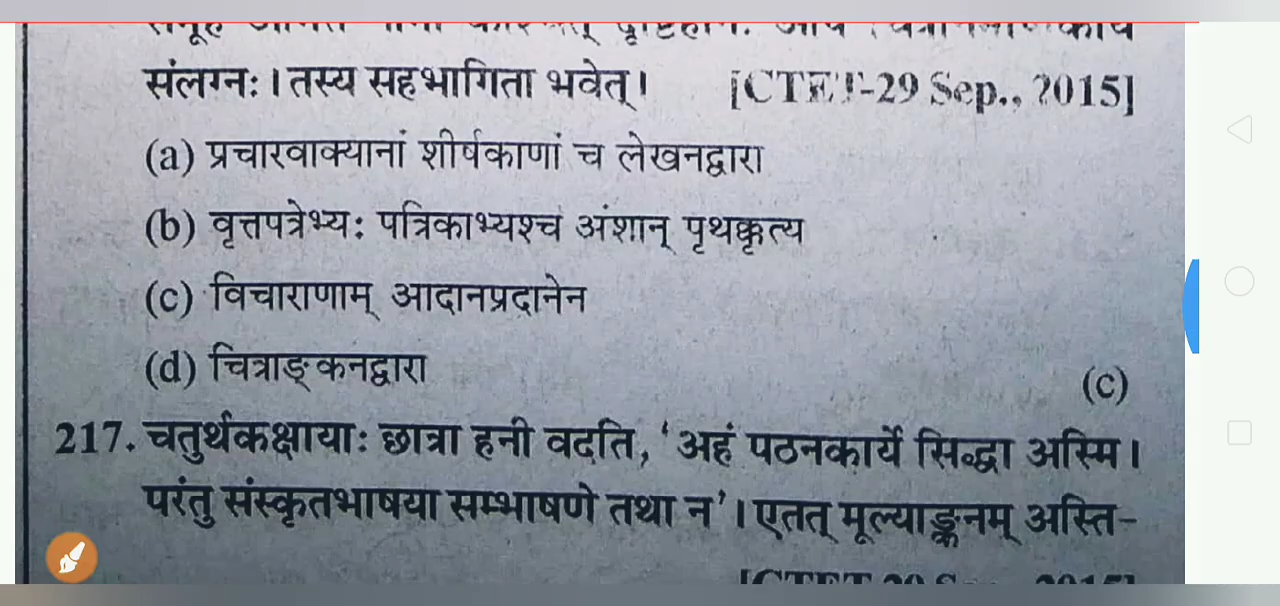 संलग्नः। तस्य सहभागिता भवेत्। [CTET-29 Sep., 2015]
(a) प्रचारवाक्यानां शीर्षकाणां च लेखनद्वारा
(b) वृत्तपत्रेभ्यः पत्रिकाभ्यश्च अंशान् पृथक्कृत्य
(c) विचाराणाम् आदानप्रदानेन
(d) चित्राङ्कनद्वारा
(c)
217. चतुर्थकक्षायाः छात्रा हनी वदति, ‘अहं पठनकार्ये सिद्धा अस्मि।
परंतु संस्कृतभाषया सम्भाषणे तथा न’। एतत् मूल्याङ्कनम् अस्ति–